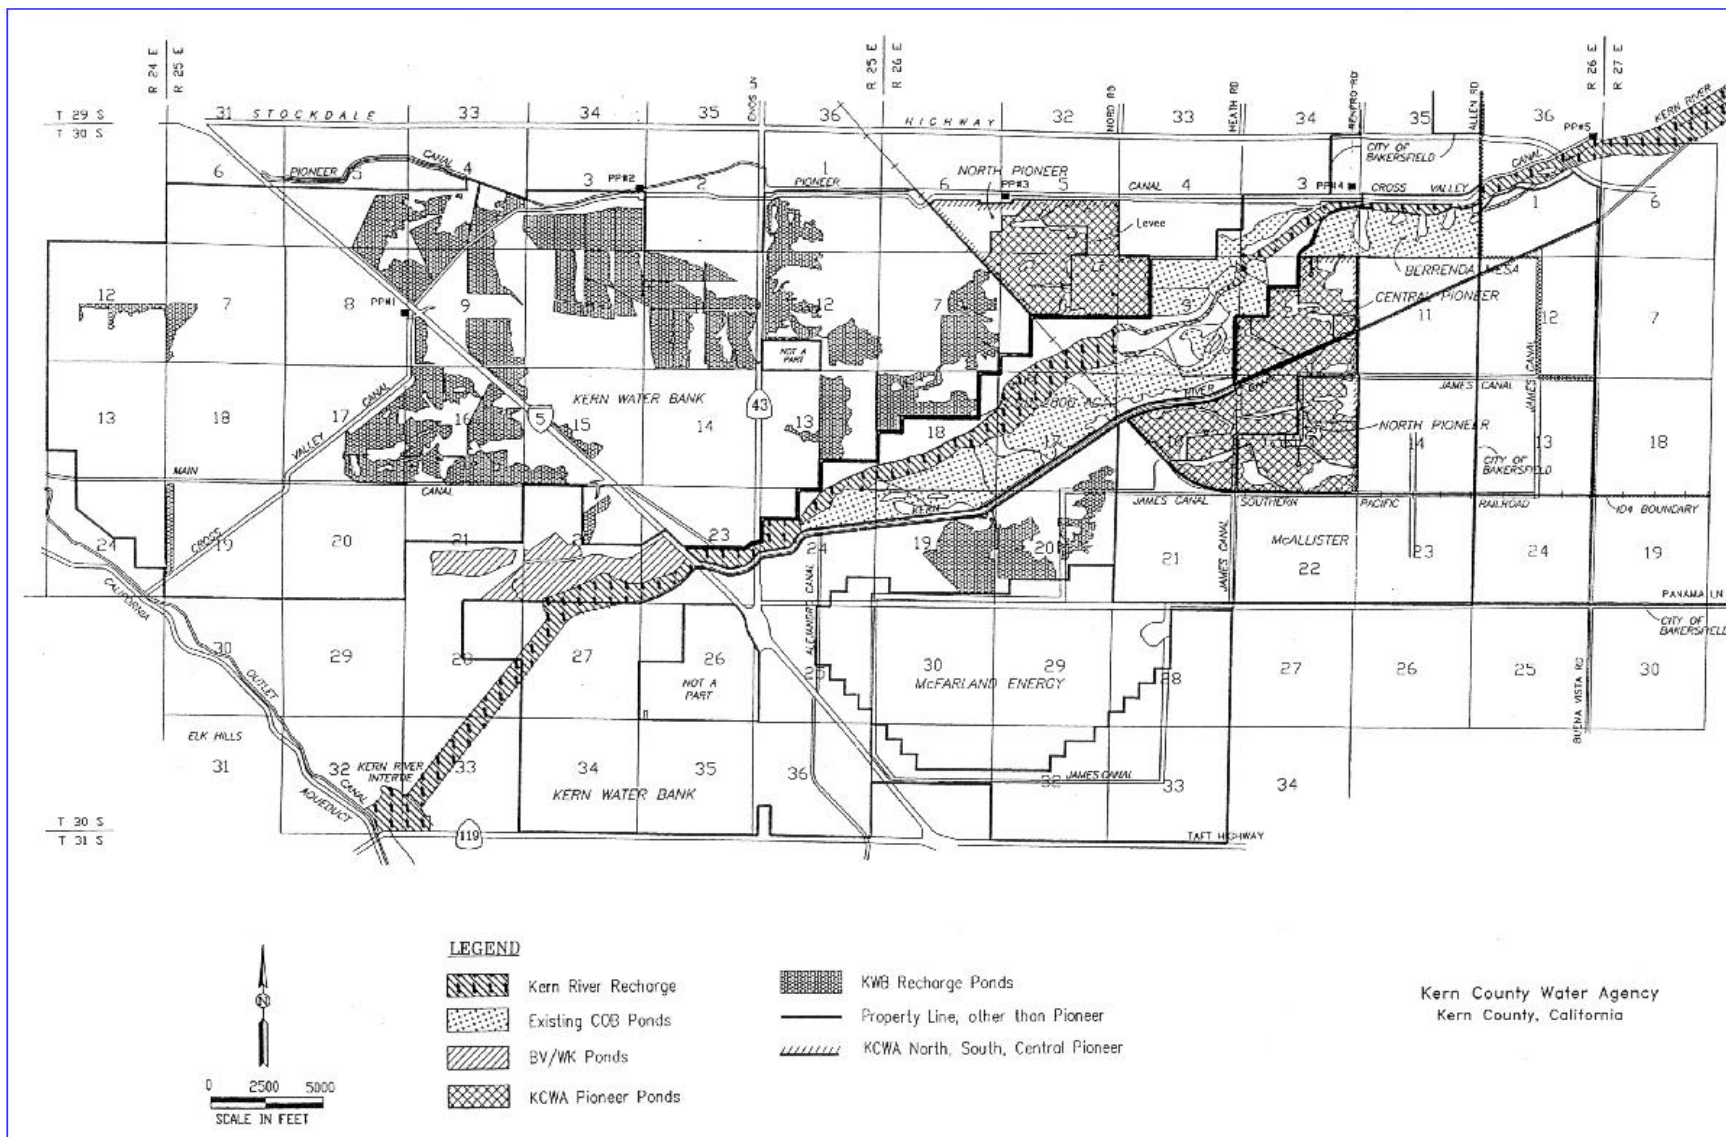 R 24 E
R 25 E
R 25 E
R 26 E
R 26 E
R 27 E
T 29 S
T 30 S
31
STOCKDALE
33
34
35
ENOS LN
36
HIGHWAY
32
NORD RD
33
HEATH RD
34
RENFRO RD
35
ALLEN RD
36
PP#5
KERN RIVER
CITY OF
BAKERSFIELD
CANAL
6
PIONEER
5
CANAL
4
3
PP#2
2
1
PIONEER
6
NORTH PIONEER
PP#3
5
CANAL
4
3
PP#4
CROSS
VALLEY
1
6
Levee
BERRENDA MESA
12
7
8
PP#1
9
11
12
7
9
CENTRAL PIONEER
11
12
7
NOT A
PART
KERN WATER BANK
43
JAMES CANAL
JAMES CANAL
13
18
17
CANAL
16
5
15
14
13
18
17
RIVER
NORTH PIONEER
14
13
18
CITY OF
BAKERSFIELD
VALLEY
MAIN
CANAL
KERN
JAMES CANAL
SOUTHERN
PACIFIC
RAILROAD
ID4 BOUNDARY
24
CROSS
19
20
21
23
24
19
20
21
JAMES CANAL
McALLISTER
22
23
24
19
CALIFORNIA
ALEJANDRO CANAL
PANAMA LN
CITY OF
BAKERSFIELD
30
29
28
27
26
NOT A
PART
30
29
McFARLAND ENERGY
28
27
26
25
30
BUENA VISTA RD
OUTLET
ELK HILLS
31
32
KERN RIVER
INTERTIE
CANAL
AQUEDUCT
33
34
35
KERN WATER BANK
36
32
JAMES CANAL
33
34
T 30 S
T 31 S
119
TAFT HIGHWAY
LEGEND
Kern River Recharge
Existing COB Ponds
BV/WK Ponds
KCWA Pioneer Ponds
KWB Recharge Ponds
Property Line, other than Pioneer
KCWA North, South, Central Pioneer
N
0 2500 5000
SCALE IN FEET
Kern County Water Agency
Kern County, California